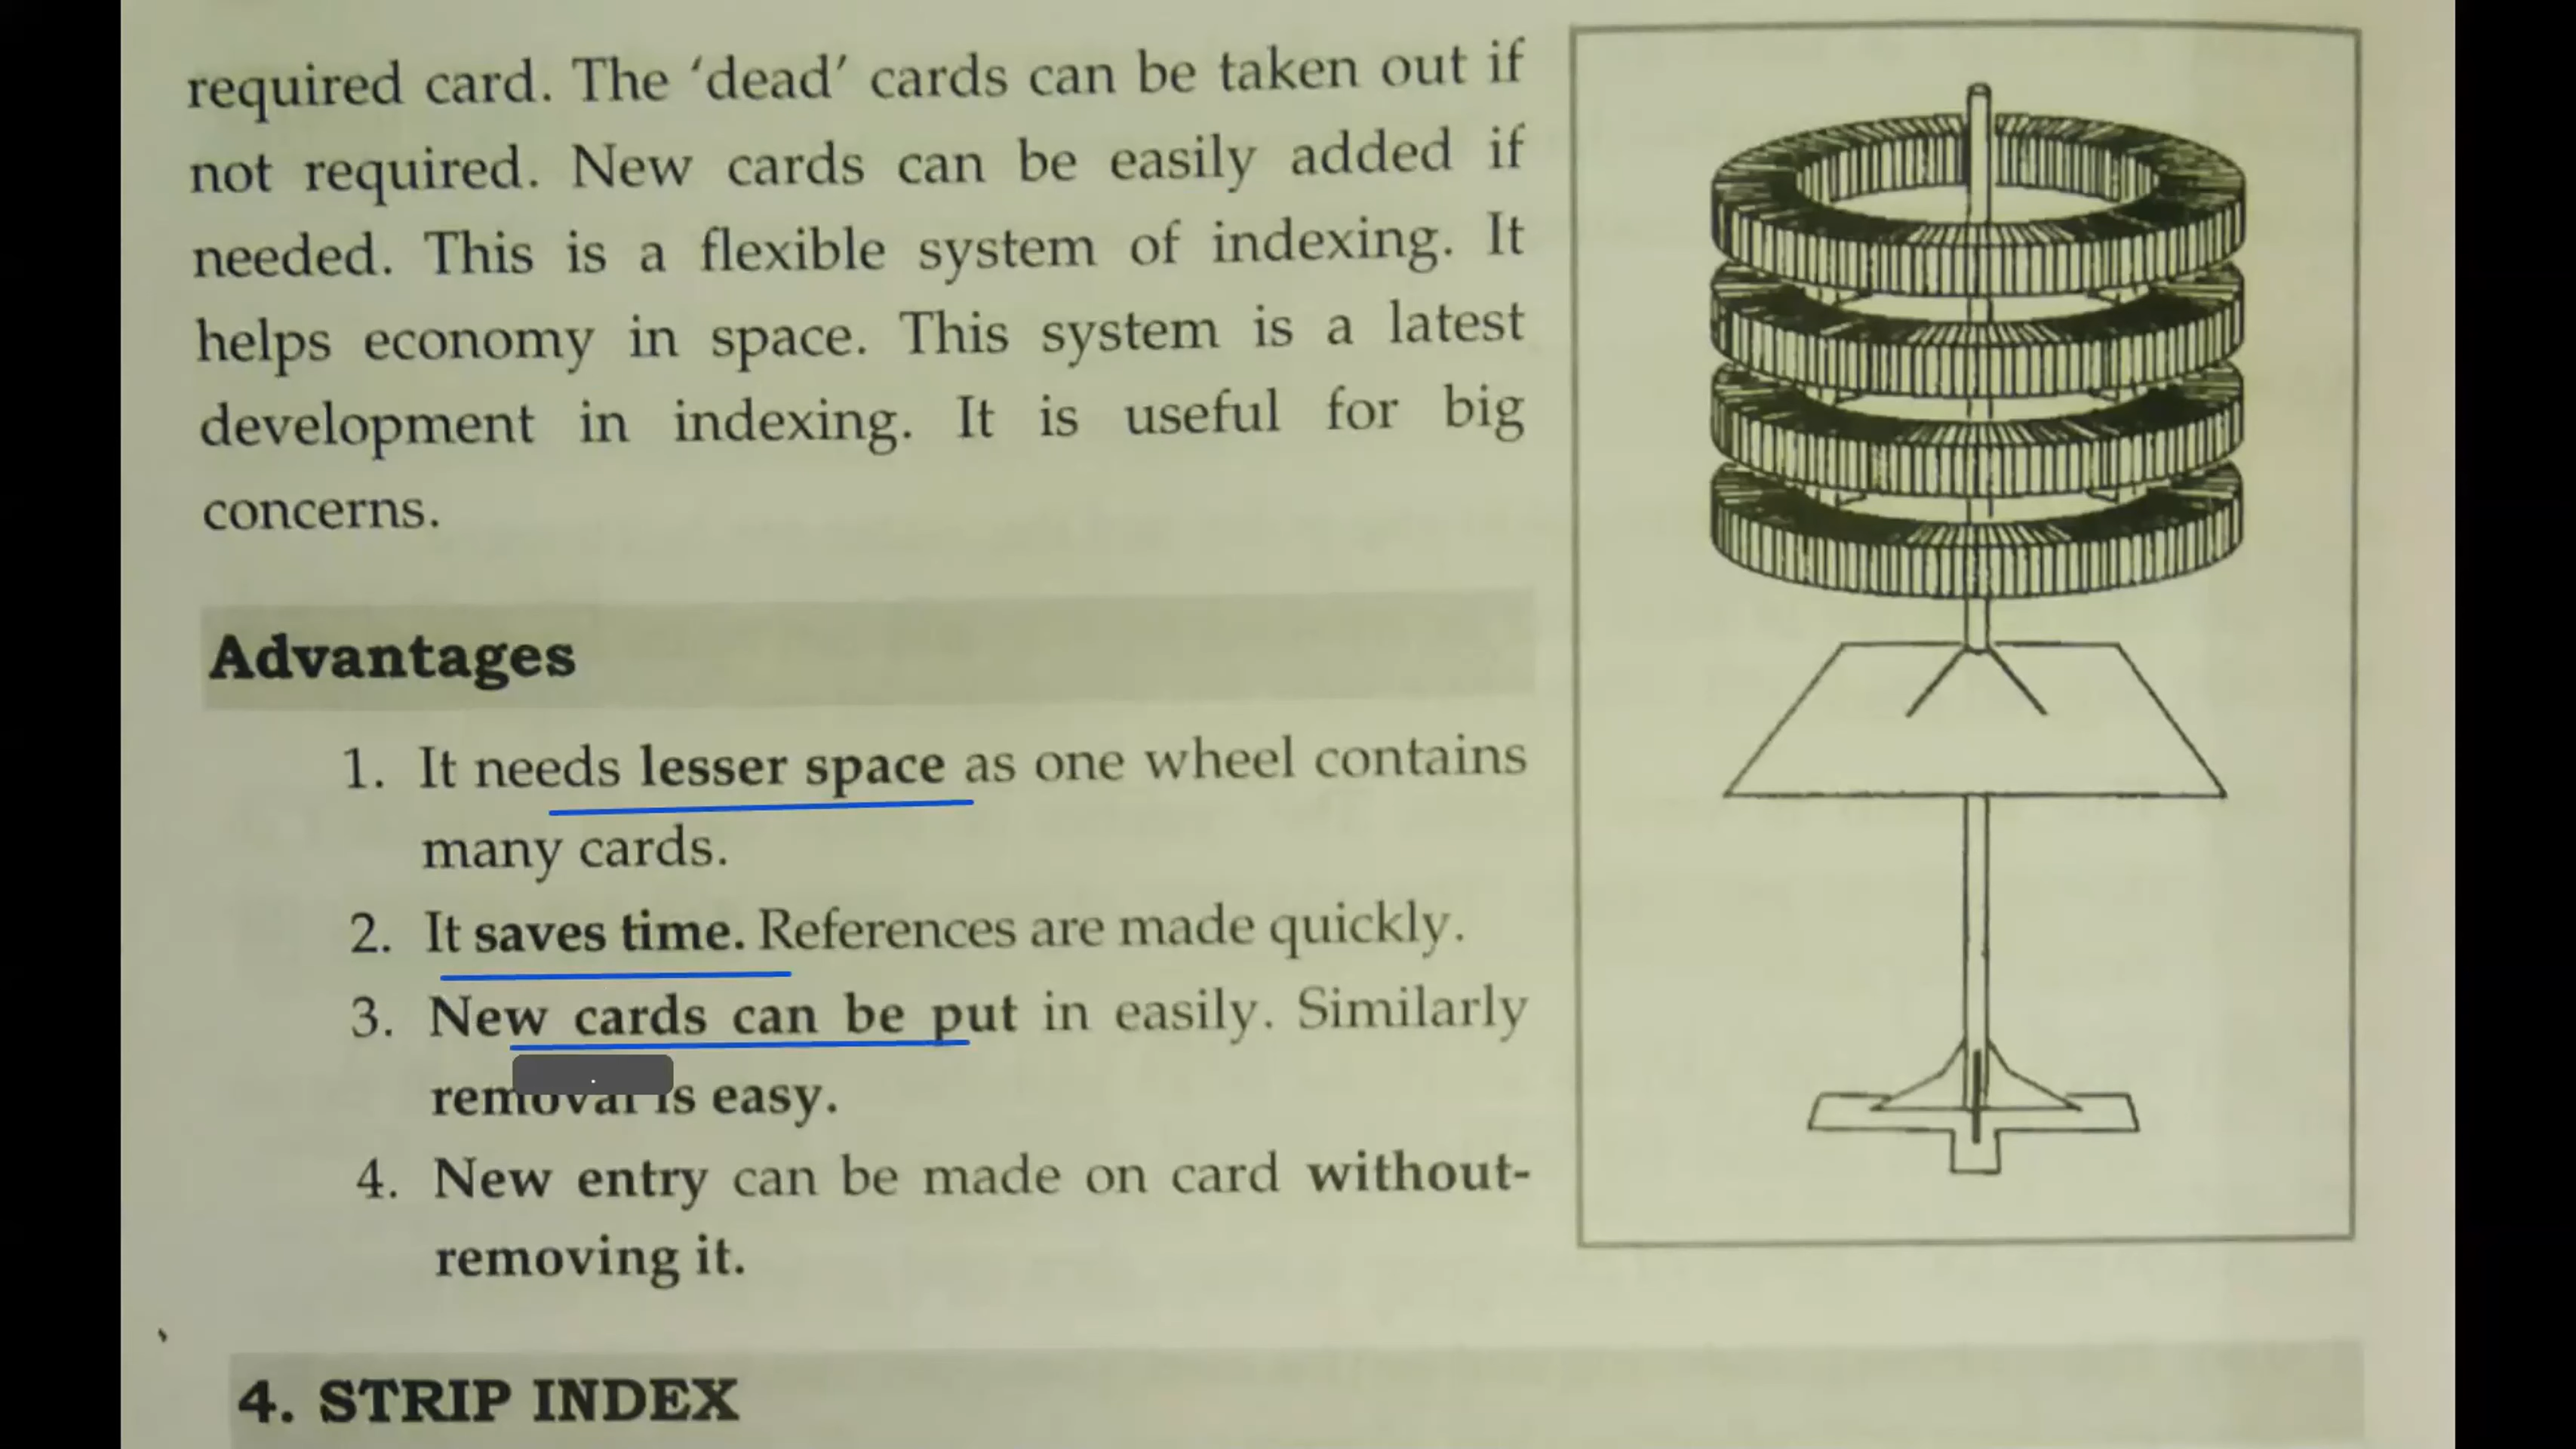 required card. The ‘dead’ cards can be taken out if
not required. New cards can be easily added if
needed. This is a flexible system of indexing. It
helps economy in space. This system is a latest
development in indexing. It is useful for big
concerns.
Advantages
1. It needs lesser space as one wheel contains
many cards.
2. It saves time. References are made quickly.
3. New cards can be put in easily. Similarly
removal is easy.
4. New entry can be made on card without-
removing it.
4. STRIP INDEX